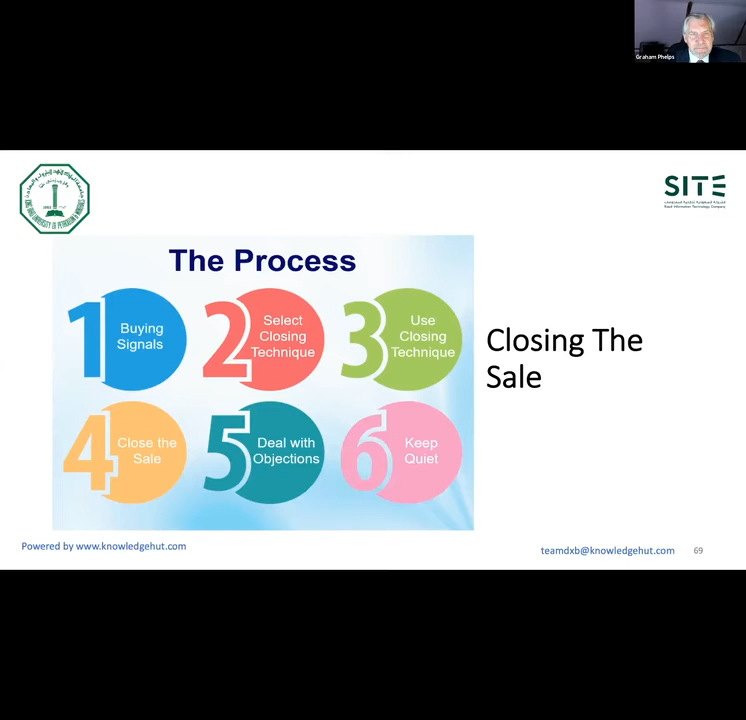 Graham Phelps
SITE
The Process
1
Buying
Signals
2
Select
Closing
Technique
3
Use
Closing
Technique
4
Close the
Sale
5
Deal with
Objections
6
Keep
Quiet
Closing The
Sale
Powered by www.knowledgehut.com
teamdxb@knowledgehut.com
69